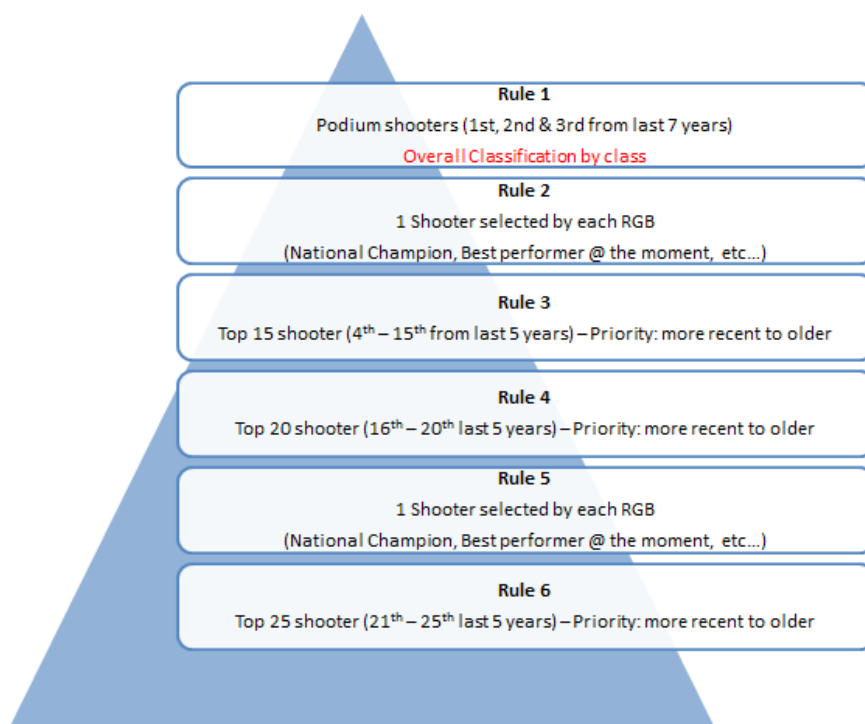 Rule 1
Podium shooters (1st, 2nd & 3rd from last 7 years)
Overall Classification by class
Rule 2
1 Shooter selected by each RGB
(National Champion, Best performer @ the moment, etc...)
Rule 3
Top 15 shooter (4th – 15th from last 5 years) – Priority: more recent to older
Rule 4
Top 20 shooter (16th – 20th last 5 years) – Priority: more recent to older
Rule 5
1 Shooter selected by each RGB
(National Champion, Best performer @ the moment, etc...)
Rule 6
Top 25 shooter (21th – 25th last 5 years) – Priority: more recent to older